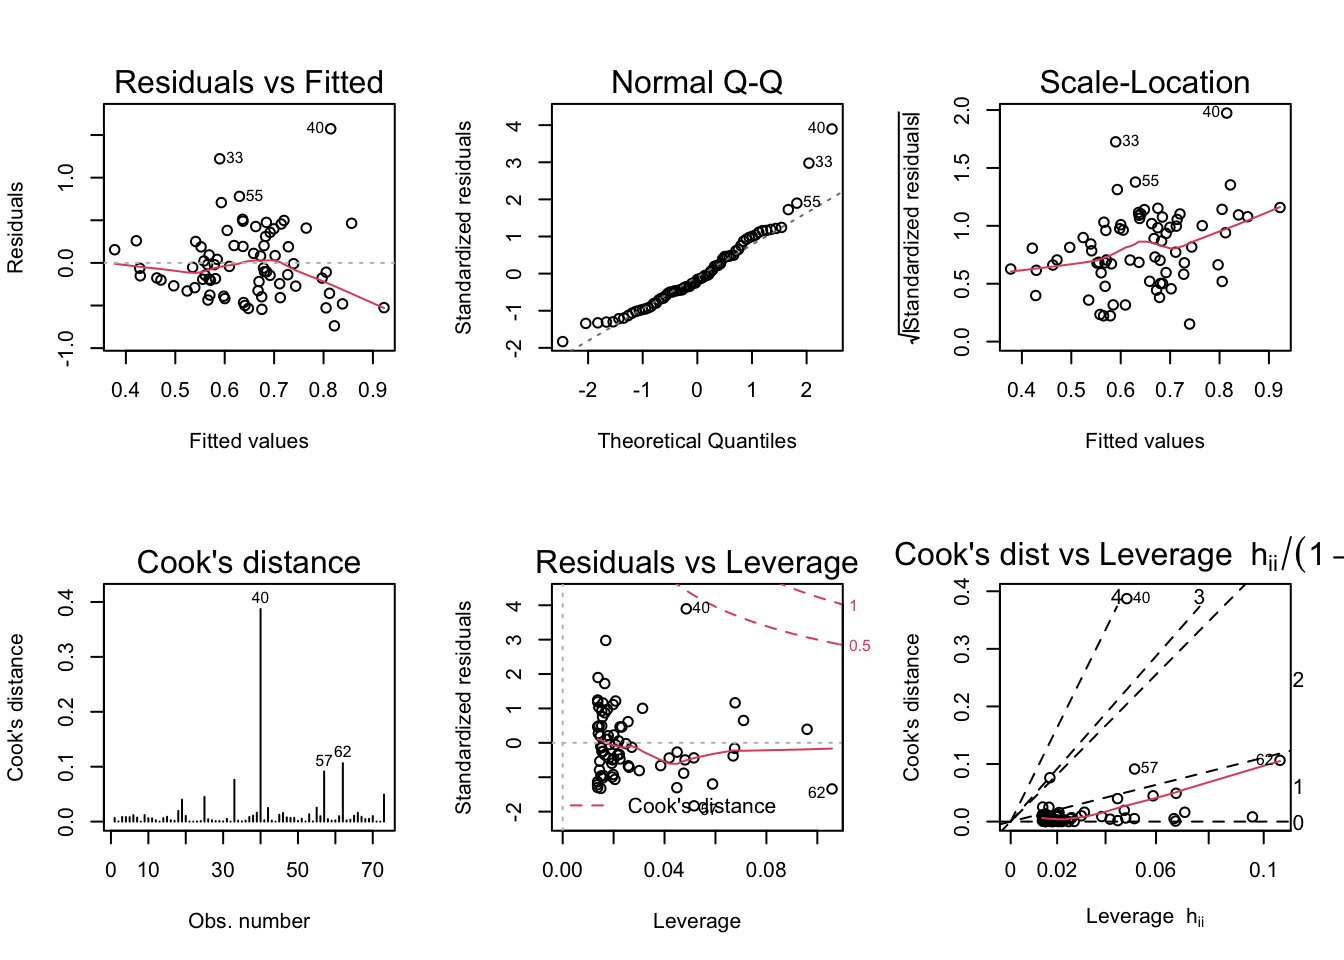 Residuals vs Fitted
Residuals
-1.0 0.0 1.0
40
33
55
0.4 0.5 0.6 0.7 0.8 0.9
Fitted values
Normal Q-Q
Standardized residuals
-2 -1 0 1 2 3 4
40
33
55
-2 -1 0 1 2
Theoretical Quantiles
Scale-Location
√|Standardized residuals|
0.0 0.5 1.0 1.5 2.0
40
33
55
0.4 0.5 0.6 0.7 0.8 0.9
Fitted values
Cook's distance
Cook's distance
0.0 0.1 0.2 0.3 0.4
40
57
62
0 10 30 50 70
Obs. number
Residuals vs Leverage
Standardized residuals
-2 -1 0 1 2 3 4
40
1
0.5
62
57
Cook's distance
0.00 0.04 0.08
Leverage
Cook's dist vs Leverage hii/(1 −
Cook's distance
0.0 0.1 0.2 0.3 0.4
4
40
3
2
57
62
1
0
0 0.02 0.06 0.1
Leverage hii